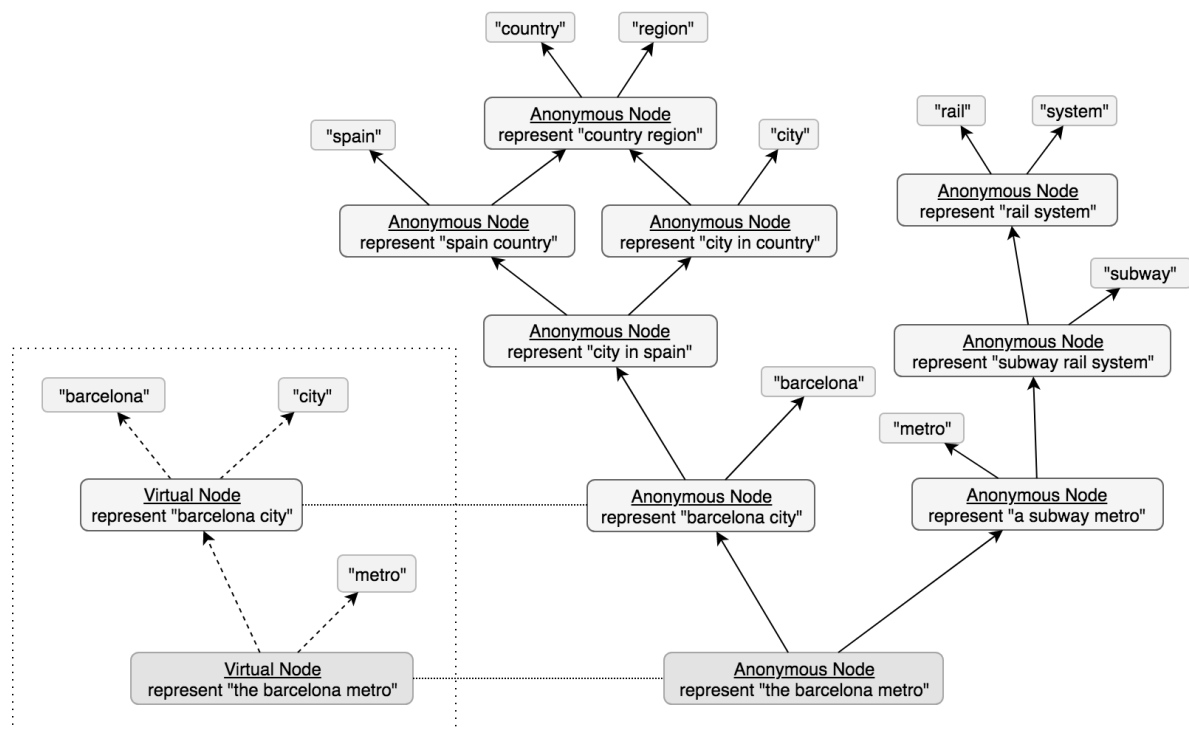 "country"
"region"
Anonymous Node
represent "country region"
"rail"
"system"
"spain"
"city"
Anonymous Node
represent "rail system"
Anonymous Node
represent "spain country"
Anonymous Node
represent "city in country"
"subway"
Anonymous Node
represent "city in spain"
Anonymous Node
represent "subway rail system"
"barcelona"
"city"
"barcelona"
"metro"
Virtual Node
represent "barcelona city"
Anonymous Node
represent "barcelona city"
Anonymous Node
represent "a subway metro"
"metro"
Virtual Node
represent "the barcelona metro"
Anonymous Node
represent "the barcelona metro"